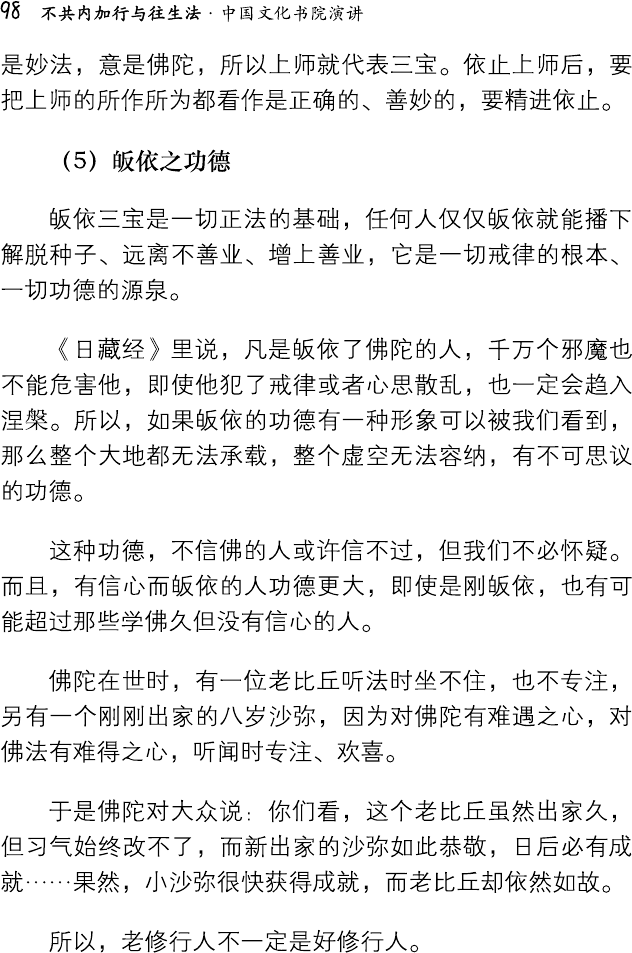 98 不共内加行与往生法·中国文化书院演讲
是妙法，意是佛陀，所以上师就代表三宝。依止上师后，要
把上师的所作所为都看作是正确的、善妙的，要精进依止。
（5）皈依之功德
皈依三宝是一切正法的基础，任何人仅仅皈依就能播下
解脱种子、远离不善业、增上善业，它是一切戒律的根本、
一切功德的源泉。
《日藏经》里说，凡是皈依了佛陀的人，千万个邪魔也
不能危害他，即使他犯了戒律或者心思散乱，也一定会趋入
涅槃。所以，如果皈依的功德有一种形象可以被我们看到，
那么整个大地都无法承载，整个虚空无法容纳，有不可思议
的功德。
这种功德，不信佛的人或许信不过，但我们不必怀疑。
而且，有信心而皈依的人功德更大，即使是刚皈依，也有可
能超过那些学佛久但没有信心的人。
佛陀在世时，有一位老比丘听法时坐不住，也不专注，
另有一个刚刚出家的八岁沙弥，因为对佛陀有难遇之心，对
佛法有难得之心，听闻时专注、欢喜。
于是佛陀对大众说：你们看，这个老比丘虽然出家久，
但习气始终改不了，而新出家的沙弥如此恭敬，日后必有成
就……果然，小沙弥很快获得成就，而老比丘却依然如故。
所以，老修行人不一定是好修行人。